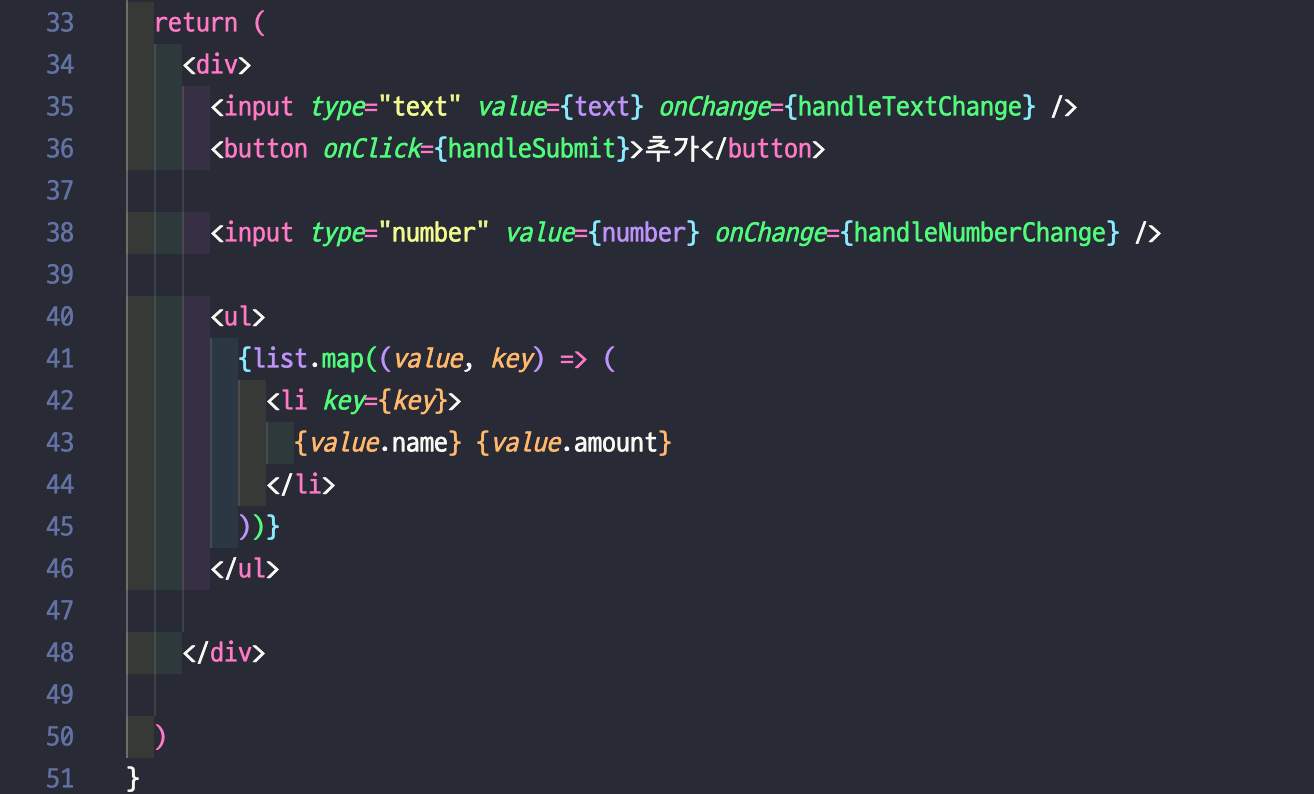 33 return (
34 <div>
35 <input type="text" value={text} onChange={handleTextChange} />
36 <button onClick={handleSubmit}>추가</button>
37
38 <input type="number" value={number} onChange={handleNumberChange} />
39
40 <ul>
41 {list.map((value, key) => (
42 <li key={key}>
43 {value.name} {value.amount}
44 </li>
45 ))}
46 </ul>
47
48 </div>
49
50 )
51 }